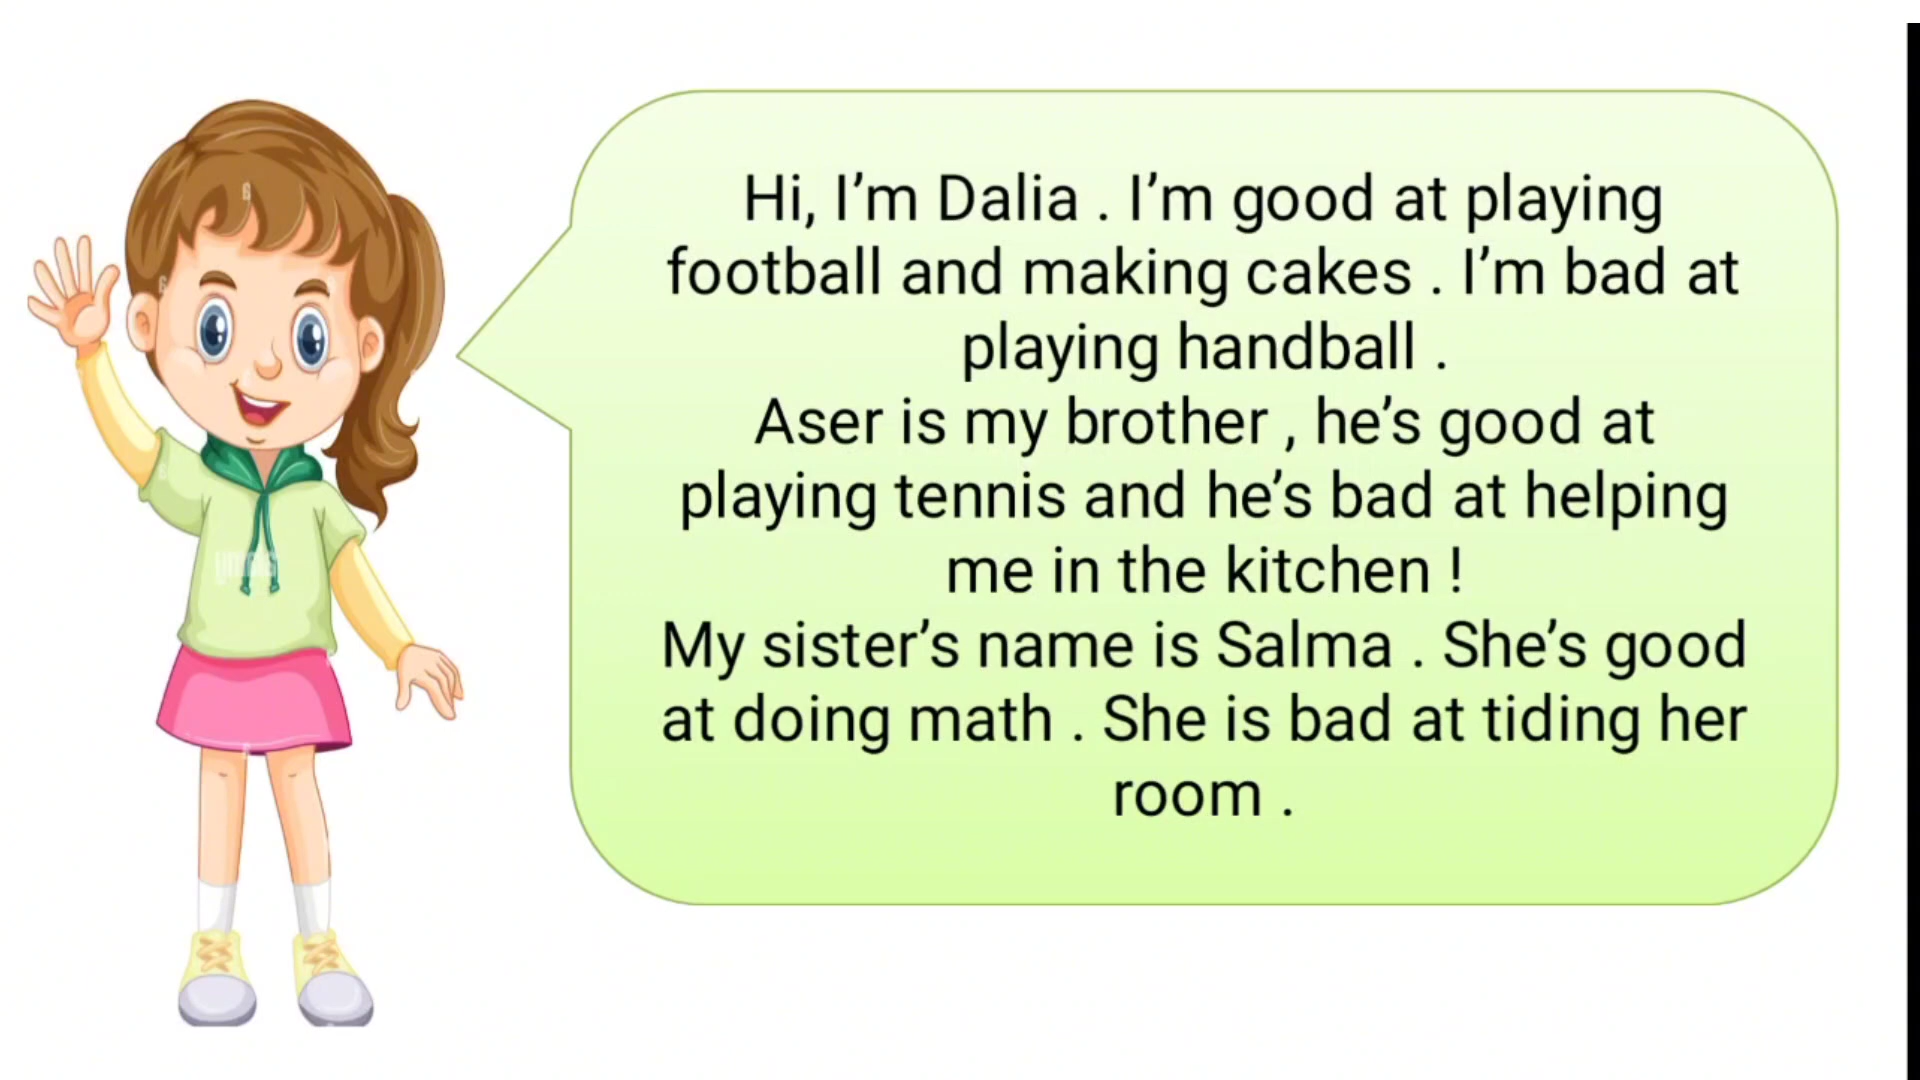 Hi, I’m Dalia . I’m good at playing
football and making cakes . I’m bad at
playing handball .
Aser is my brother , he’s good at
playing tennis and he’s bad at helping
me in the kitchen !
My sister’s name is Salma . She’s good
at doing math . She is bad at tiding her
room .